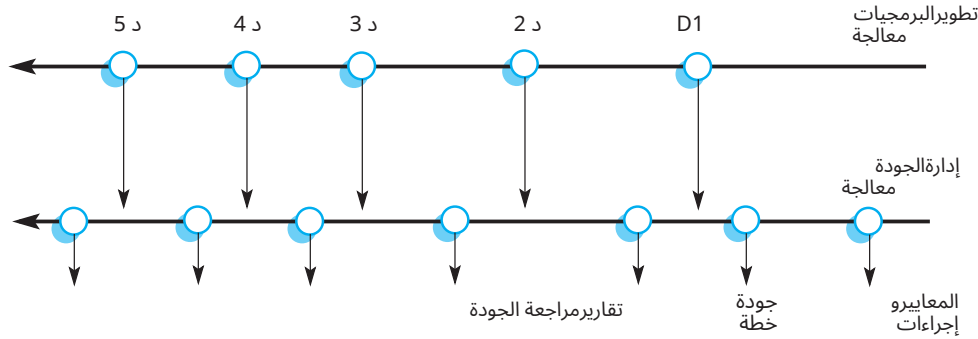 تطويرالبرمجيات
معالجة
D1
د 2
د 3
د 4
د 5
إدارةالجودة
معالجة
المعاييرو
إجراءات
جودة
خطة
تقاريرمراجعة الجودة